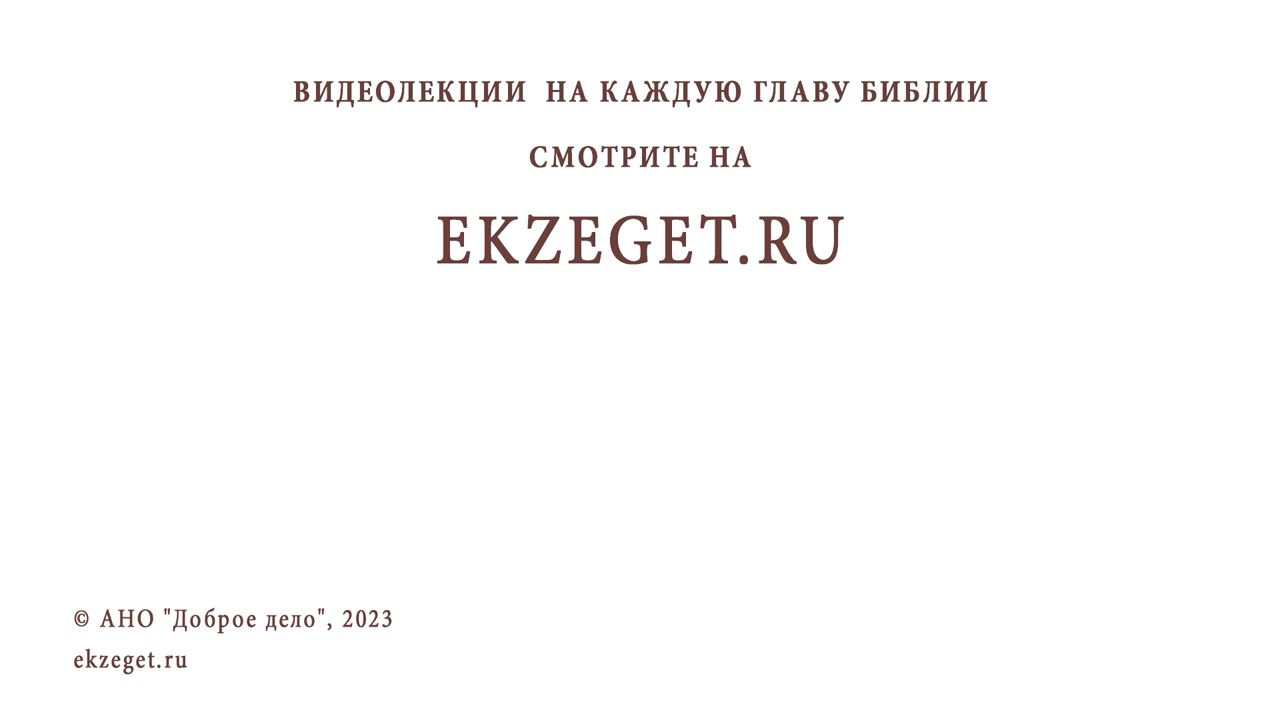 ВИДЕОЛЕКЦИИ НА КАЖДУЮ ГЛАВУ БИБЛИИ
СМОТРИТЕ НА
EKZEGET.RU
© АНО "Доброе дело", 2023
ekzeget.ru